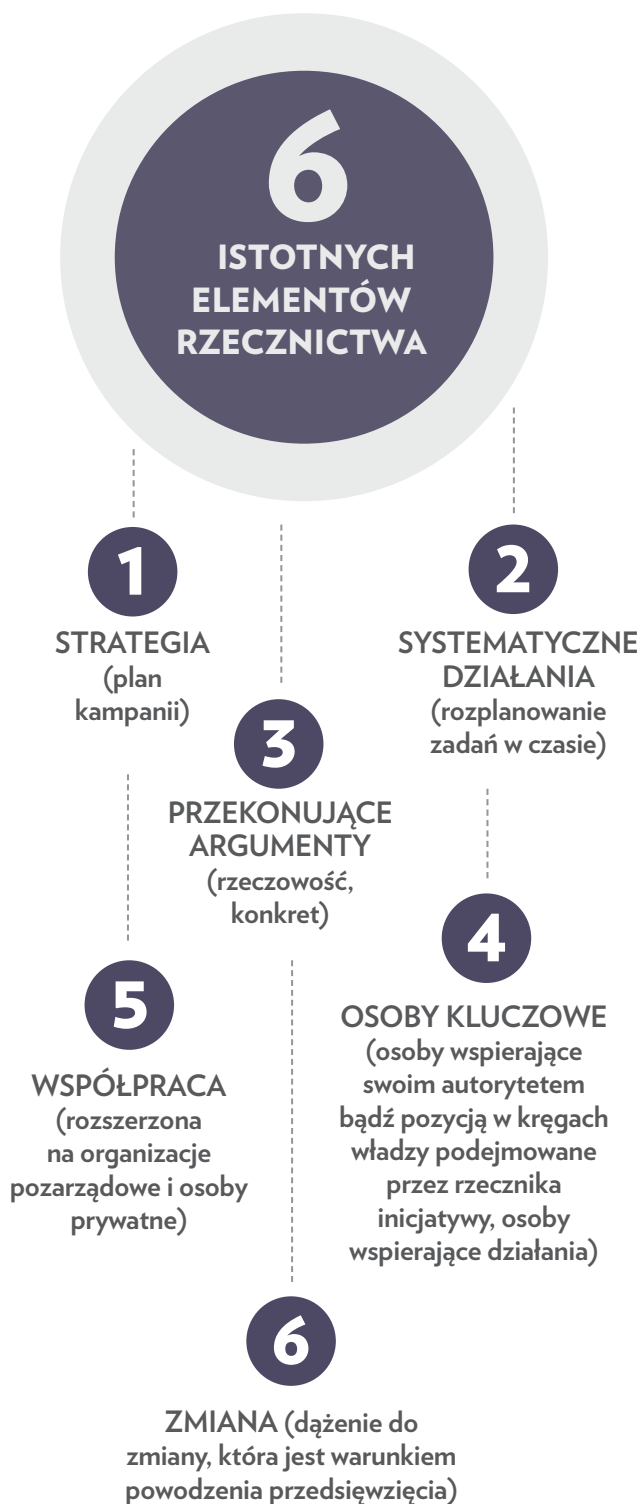 6
ISTOTNYCH
ELEMENTÓW
RZECZNICTWA
1
STRATEGIA
(plan
kampanii)
2
SYSTEMATYCZNE
DZIAŁANIA
(rozplanowanie
zadań w czasie)
3
PRZEKONUJĄCE
ARGUMENTY
(rzeczowość,
konkret)
4
OSOBY KLUCZOWE
(osoby wspierające
swoim autorytetem
bądź pozycją w kręgach
władzy podejmowane
przez rzecznika
inicjatywy, osoby
wspierające działania)
5
WSPÓŁPRACA
(rozszerzona
na organizacje
pozarządowe i osoby
prywatne)
6
ZMIANA (dążenie do
zmiany, która jest warunkiem
powodzenia przedsięwzięcia)